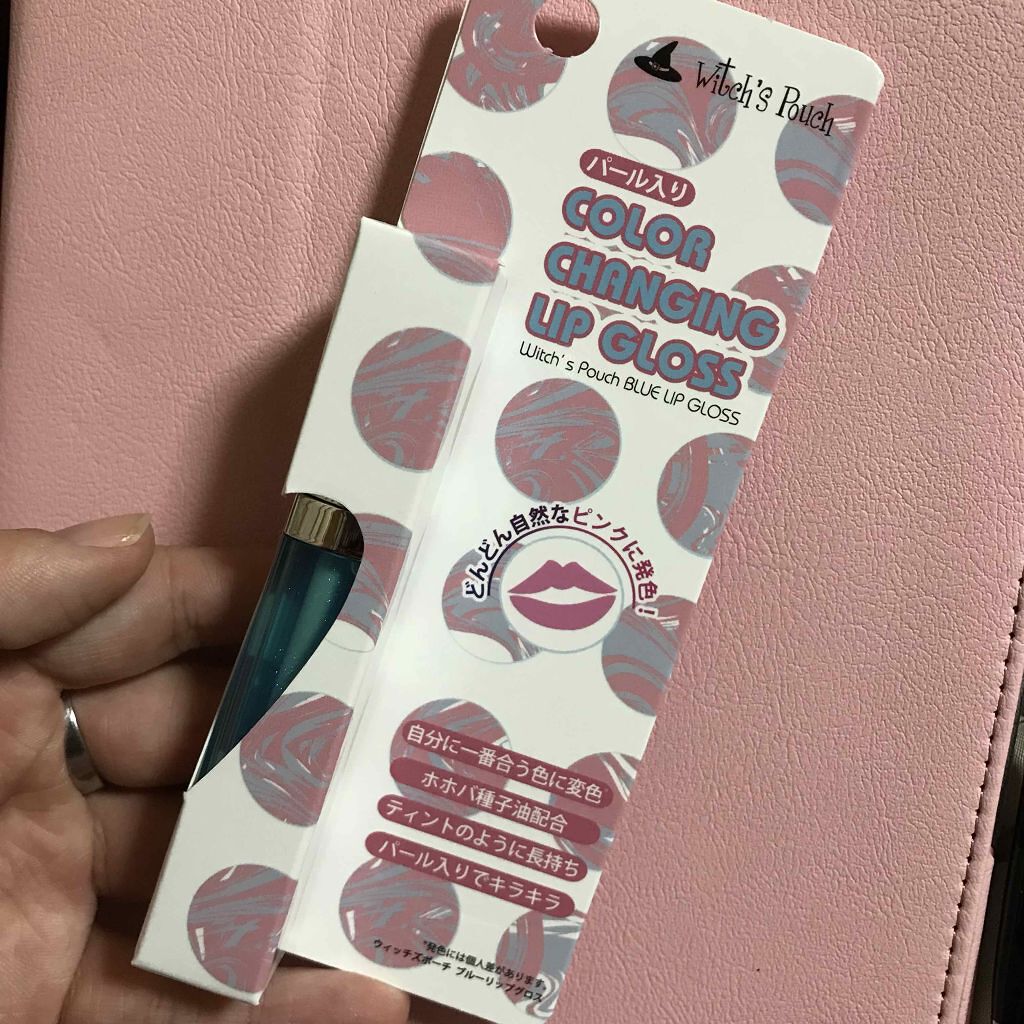 Witch's Pouch
パール入り
COLOR
CHANGING
LIP GLOSS
Witch's Pouch BLUE LIP GLOSS
どんどん自然なピンクに発色!
自分に一番合う色に変色
ホホバ種子油配合
ティントのように長持ち
パール入りでキラキラ
*発色には個人差があります。
ウィッチズポーチ ブルーリップグロス